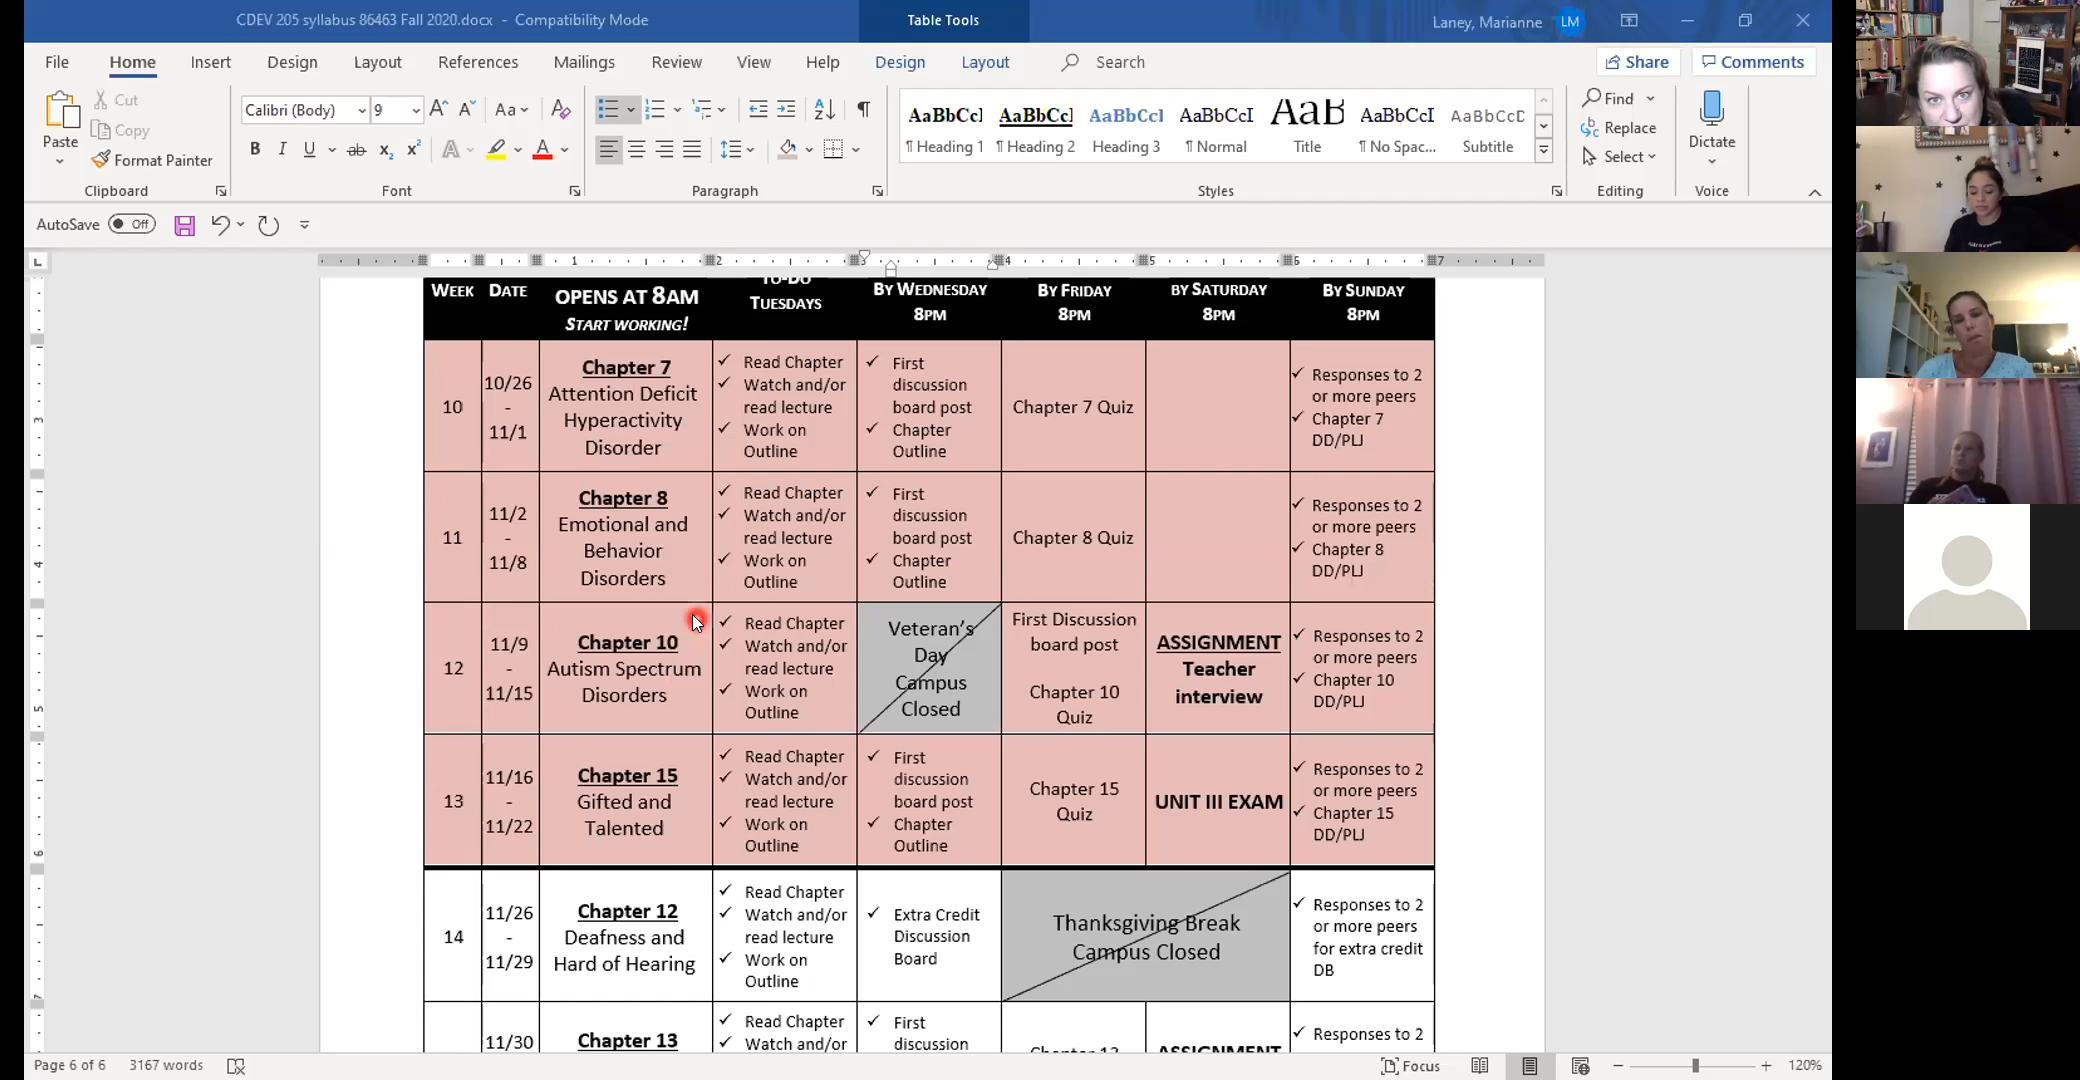 CDEV 205 syllabus 86463 Fall 2020.docx - Compatibility Mode
Table Tools
Laney, Marianne LM
File Home Insert Design Layout References Mailings Review View Help Design Layout Search Share Comments
Paste
Cut
Copy
Format Painter
Clipboard
Calibri (Body) 9
Font
Paragraph
AaBbCcI AaBbCcI AaBbCcI AaBbCcI AaB AaBbCcI AaBbCcD
¶ Heading 1 ¶ Heading 2 Heading 3 ¶ Normal Title ¶ No Spac... Subtitle
Styles
Find
Replace
Select
Editing
Dictate
Voice
AutoSave Off
1 2 3 4 5 6 7
WEEK
DATE
OPENS AT 8AM
START WORKING!
TO-DO
TUESDAYS
BY WEDNESDAY
8PM
BY FRIDAY
8PM
BY SATURDAY
8PM
BY SUNDAY
8PM
10
10/26
-
11/1
Chapter 7
Attention Deficit
Hyperactivity
Disorder
✓ Read Chapter
✓ Watch and/or
read lecture
✓ Work on
Outline
✓ First
discussion
board post
✓ Chapter
Outline
Chapter 7 Quiz
✓ Responses to 2
or more peers
✓ Chapter 7
DD/PLJ
11
11/2
-
11/8
Chapter 8
Emotional and
Behavior
Disorders
✓ Read Chapter
✓ Watch and/or
read lecture
✓ Work on
Outline
✓ First
discussion
board post
✓ Chapter
Outline
Chapter 8 Quiz
✓ Responses to 2
or more peers
✓ Chapter 8
DD/PLJ
12
11/9
-
11/15
Chapter 10
Autism Spectrum
Disorders
✓ Read Chapter
✓ Watch and/or
read lecture
✓ Work on
Outline
Veteran's
Day
Campus
Closed
First Discussion
board post
Chapter 10
Quiz
ASSIGNMENT
Teacher
interview
✓ Responses to 2
or more peers
✓ Chapter 10
DD/PLJ
13
11/16
-
11/22
Chapter 15
Gifted and
Talented
✓ Read Chapter
✓ Watch and/or
read lecture
✓ Work on
Outline
✓ First
discussion
board post
✓ Chapter
Outline
Chapter 15
Quiz
UNIT III EXAM
✓ Responses to 2
or more peers
✓ Chapter 15
DD/PLJ
14
11/26
-
11/29
Chapter 12
Deafness and
Hard of Hearing
✓ Read Chapter
✓ Watch and/or
read lecture
✓ Work on
Outline
✓ Extra Credit
Discussion
Board
Thanksgiving Break
Campus Closed
✓ Responses to 2
or more peers
for extra credit
DB
11/30
Chapter 13
✓ Read Chapter
✓ Watch and/or
✓ First
discussion
Chapter 13
ASSIGNMENT
✓ Responses to 2
Page 6 of 6 3167 words Focus 120%